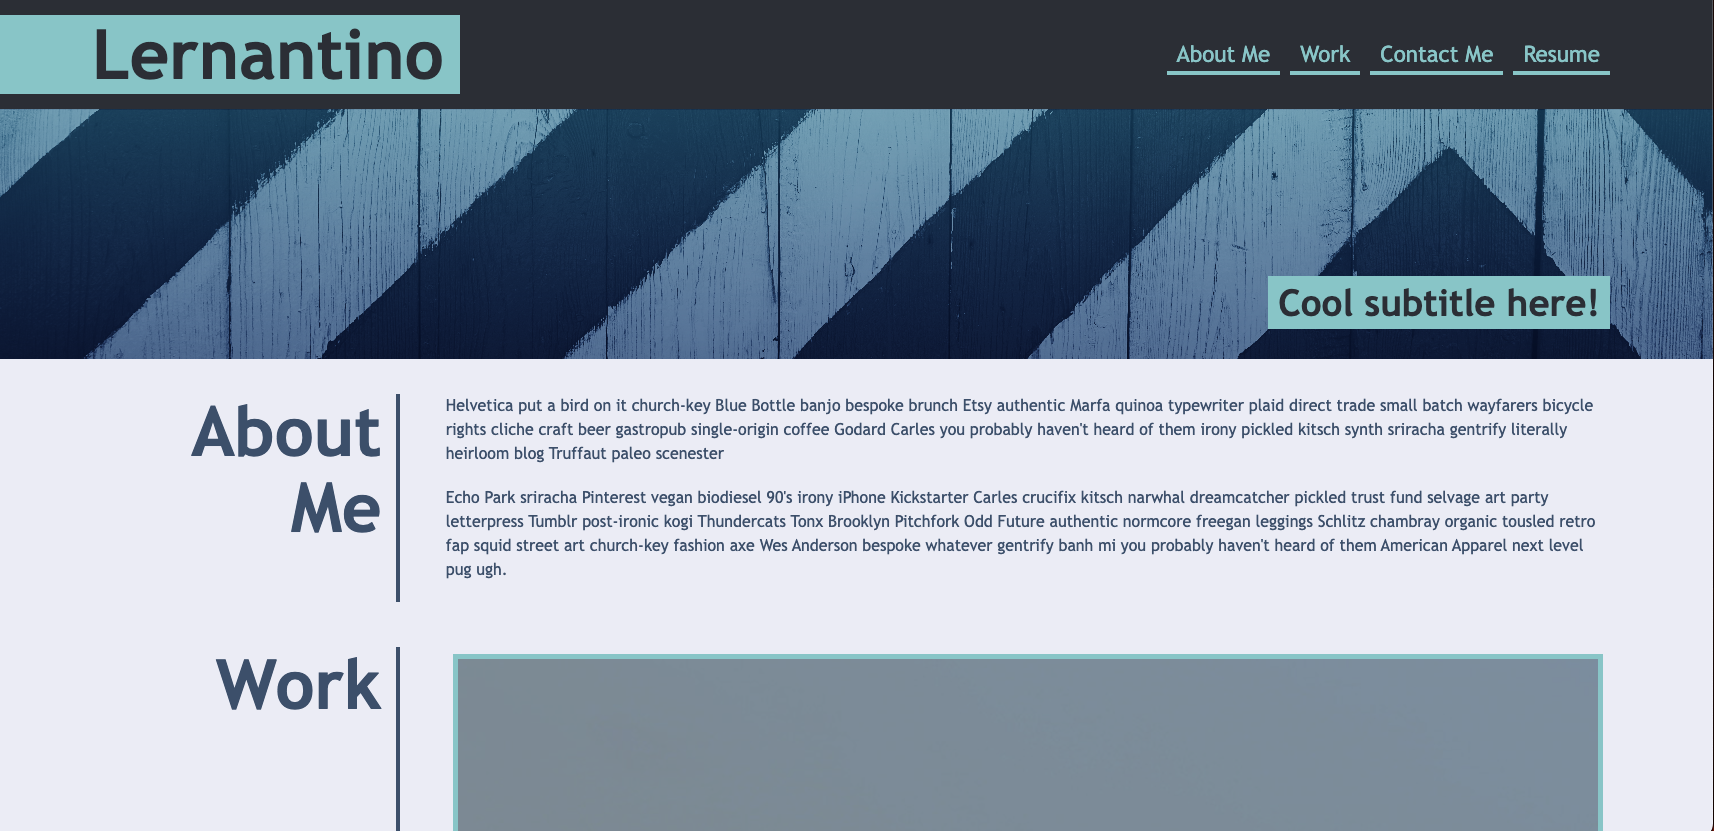 Lernantino
About Me Work Contact Me Resume
Cool subtitle here!
About
Me
Helvetica put a bird on it church-key Blue Bottle banjo bespoke brunch Etsy authentic Marfa quinoa typewriter plaid direct trade small batch wayfarers bicycle
rights cliche craft beer gastropub single-origin coffee Godard Carles you probably haven't heard of them irony pickled kitsch synth sriracha gentrify literally
heirloom blog Truffaut paleo scenester
Echo Park sriracha Pinterest vegan biodiesel 90's irony iPhone Kickstarter Carles crucifix kitsch narwhal dreamcatcher pickled trust fund selvage art party
letterpress Tumblr post-ironic kogi Thundercats Tonx Brooklyn Pitchfork Odd Future authentic normcore freegan leggings Schlitz chambray organic tousled retro
fap squid street art church-key fashion axe Wes Anderson bespoke whatever gentrify banh mi you probably haven't heard of them American Apparel next level
pug ugh.
Work